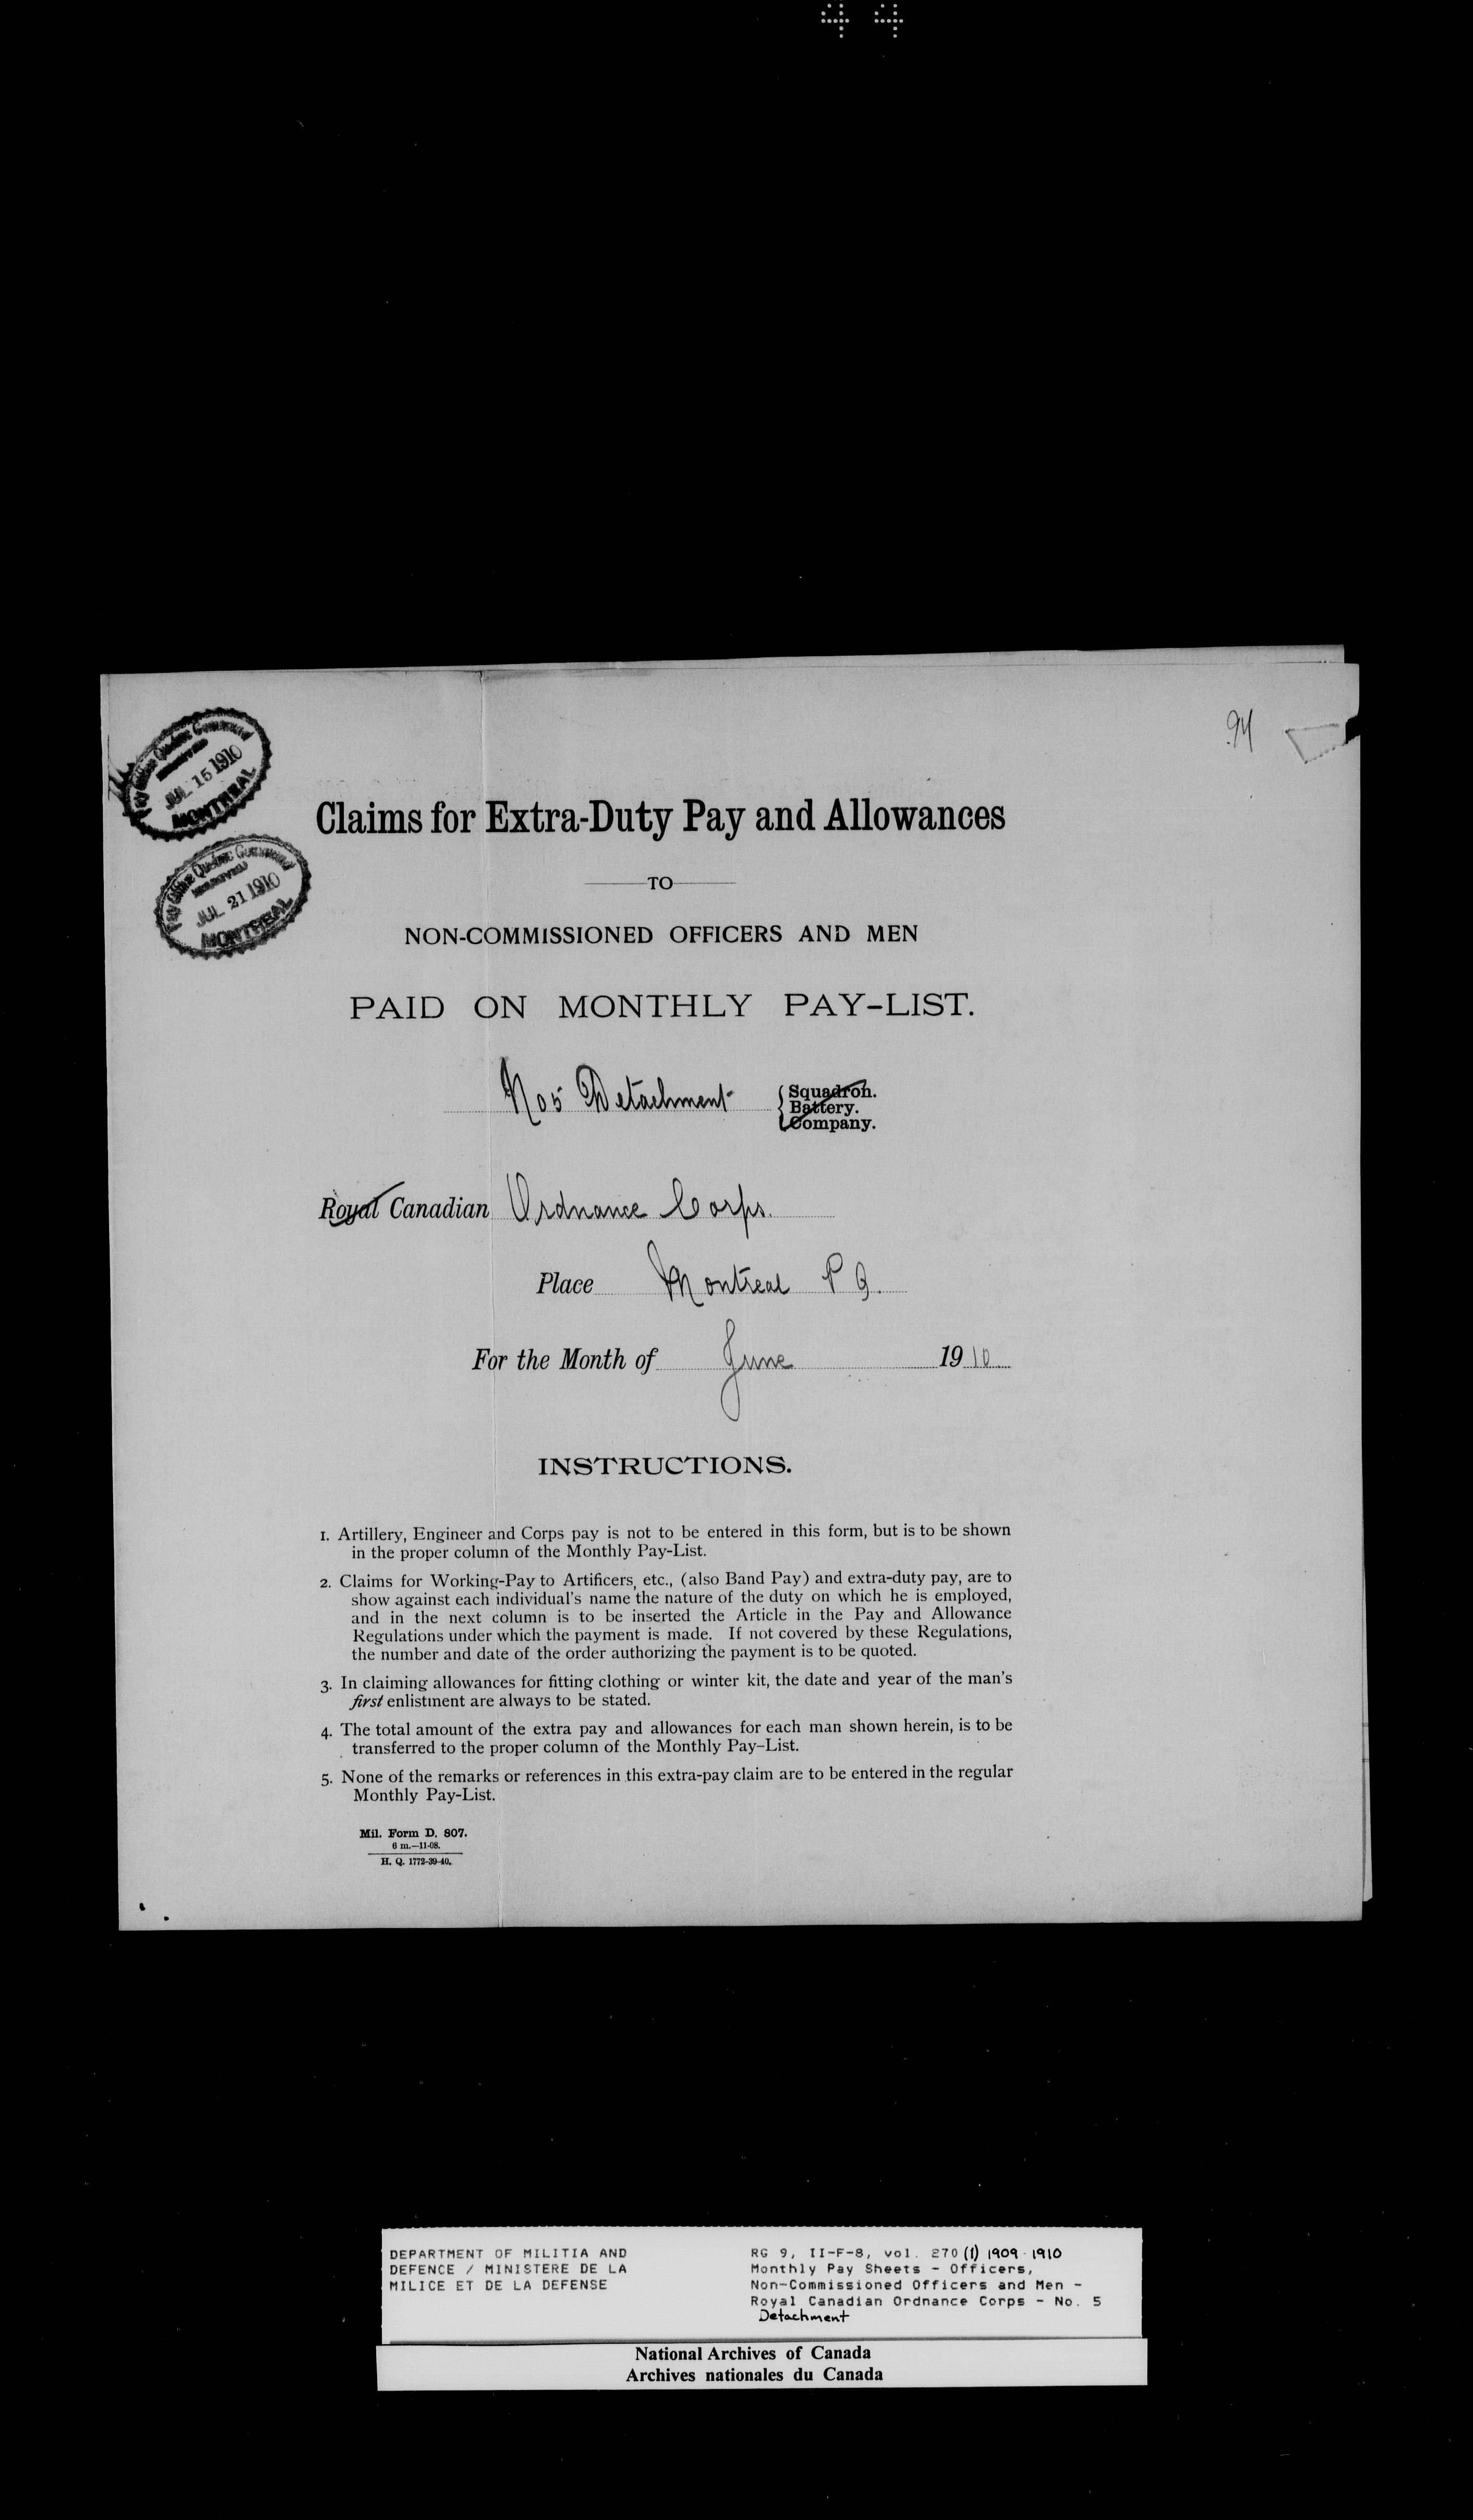 44
94
Pay Office Quebec Command
JUL 15 1910
MONTREAL
Pay Office Quebec Command
JUL 21 1910
MONTREAL
Claims for Extra-Duty Pay and Allowances
TO
NON-COMMISSIONED OFFICERS AND MEN
PAID ON MONTHLY PAY-LIST.
No 5 Detachment
Squadron.
Battery.
Company.
Royal Canadian Ordnance Corps.
Place Montreal P Q.
For the Month of June 1910
INSTRUCTIONS.
1. Artillery, Engineer and Corps pay is not to be entered in this form, but is to be shown
in the proper column of the Monthly Pay-List.
2. Claims for Working-Pay to Artificers, etc., (also Band Pay) and extra-duty pay, are to
show against each individual's name the nature of the duty on which he is employed,
and in the next column is to be inserted the Article in the Pay and Allowance
Regulations under which the payment is made. If not covered by these Regulations,
the number and date of the order authorizing the payment is to be quoted.
3. In claiming allowances for fitting clothing or winter kit, the date and year of the man's
first enlistment are always to be stated.
4. The total amount of the extra pay and allowances for each man shown herein, is to be
transferred to the proper column of the Monthly Pay-List.
5. None of the remarks or references in this extra-pay claim are to be entered in the regular
Monthly Pay-List.
Mil. Form D. 807.
6 m.—11-08.
H. Q. 1772-39-40.
DEPARTMENT OF MILITIA AND
DEFENCE / MINISTERE DE LA
MILICE ET DE LA DEFENSE
RG 9, II-F-8, vol. 270 (1) 1909-1910
Monthly Pay Sheets - Officers,
Non-Commissioned Officers and Men -
Royal Canadian Ordnance Corps - No. 5
Detachment
National Archives of Canada
Archives nationales du Canada